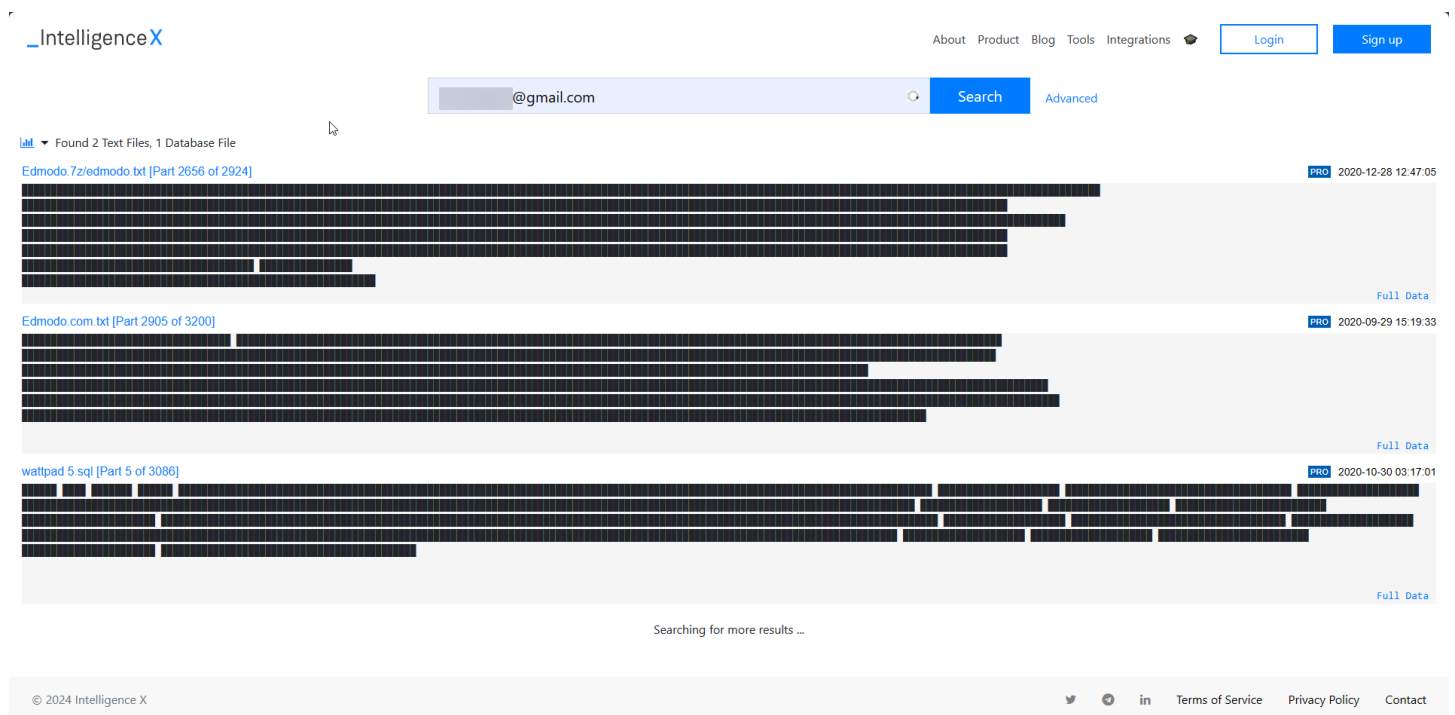 _IntelligenceX
About Product Blog Tools Integrations Login Sign up
@gmail.com Search Advanced
Found 2 Text Files, 1 Database File
Edmodo.7z/edmodo.txt [Part 2656 of 2924] PRO 2020-12-28 12:47:05
Full Data
Edmodo.com.txt [Part 2905 of 3200] PRO 2020-09-29 15:19:33
Full Data
wattpad 5.sql [Part 5 of 3086] PRO 2020-10-30 03:17:01
Full Data
Searching for more results ...
© 2024 Intelligence X in Terms of Service Privacy Policy Contact